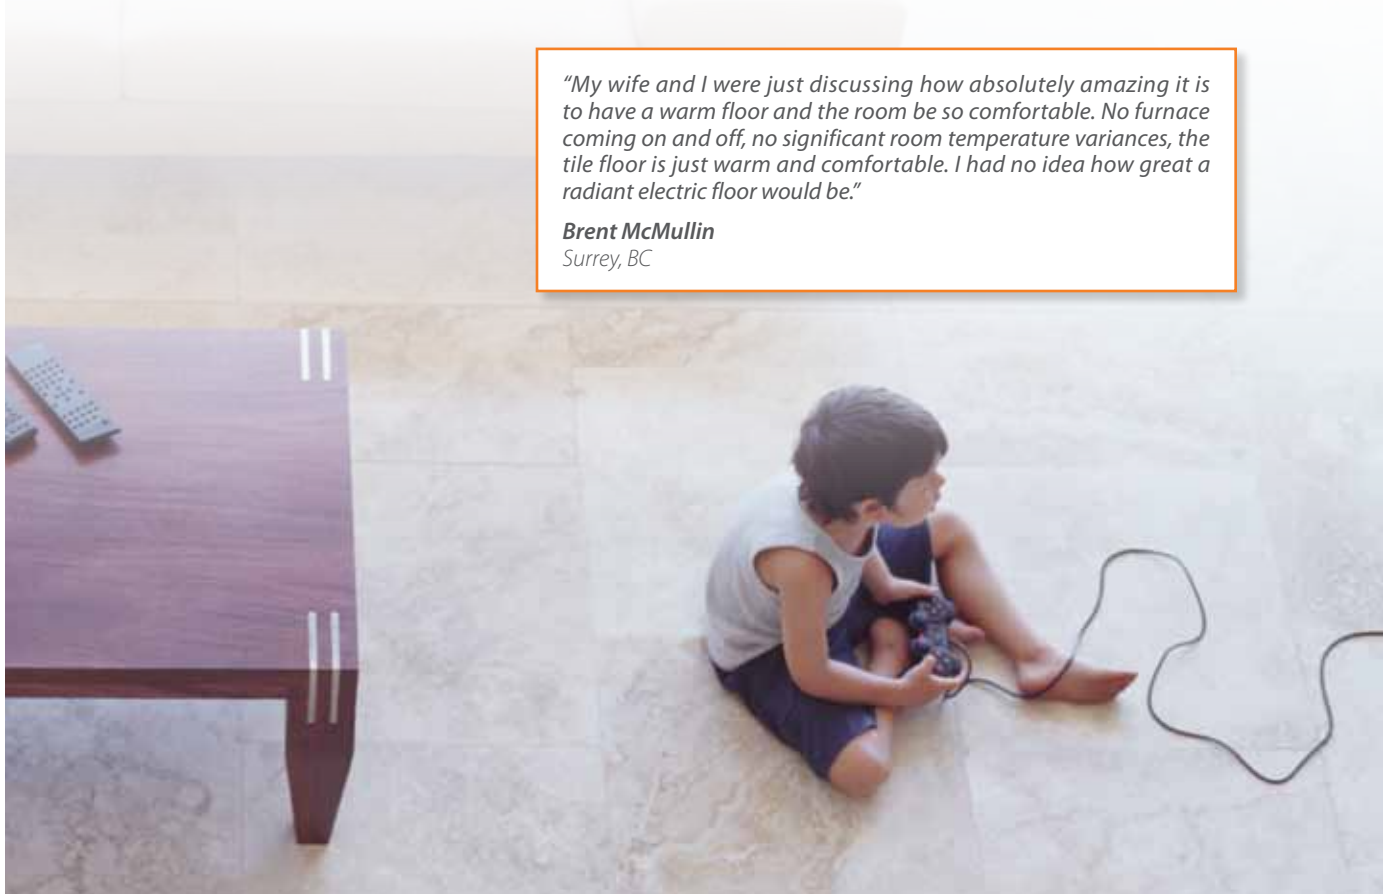 “My wife and I were just discussing how absolutely amazing it is
to have a warm floor and the room be so comfortable. No furnace
coming on and off, no significant room temperature variances, the
tile floor is just warm and comfortable. I had no idea how great a
radiant electric floor would be.”
Brent McMullin
Surrey, BC